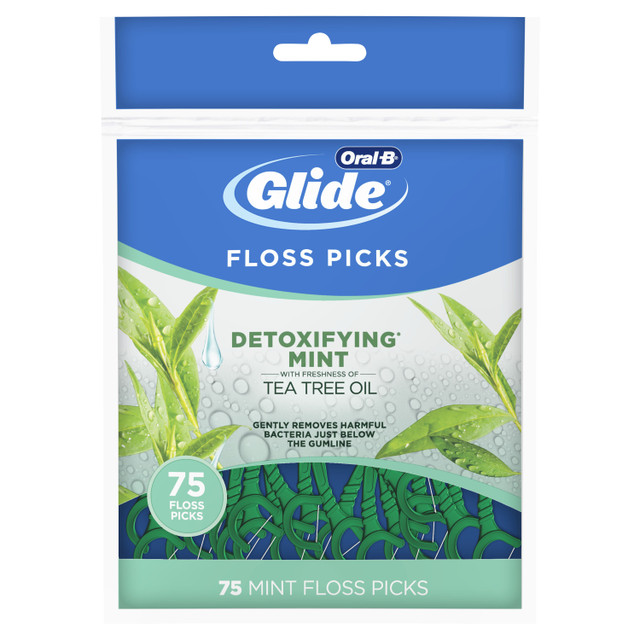 Oral-B®
Glide®
FLOSS PICKS
DETOXIFYING*
MINT
WITH FRESHNESS OF
TEA TREE OIL
GENTLY REMOVES HARMFUL
BACTERIA JUST BELOW
THE GUMLINE
75
FLOSS
PICKS
75 MINT FLOSS PICKS